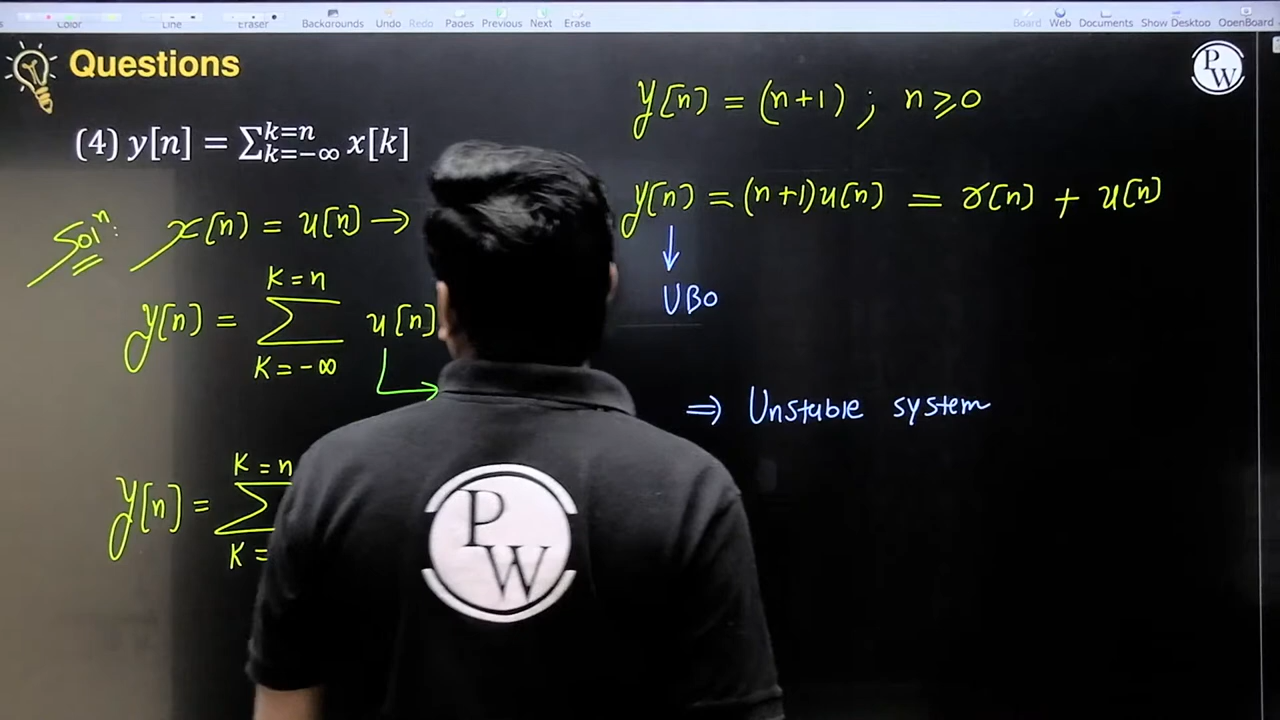 Color Line Eraser Backgrounds Undo Redo Pages Previous Next Erase Board Web Documents Show Desktop OpenBoard
Questions
PW
(4) y[n] = ∑_{k=-∞}^{k=n} x[k]
Solⁿ: x[n] = u[n] →
K = n
y[n] = ∑ u[n]
K = -∞
K = n
y[n] = ∑
K =
y[n] = (n+1) ; n ≥ 0
y[n] = (n+1)u[n] = r[n] + u[n]
↓
UBO
⇒ Unstable system
PW